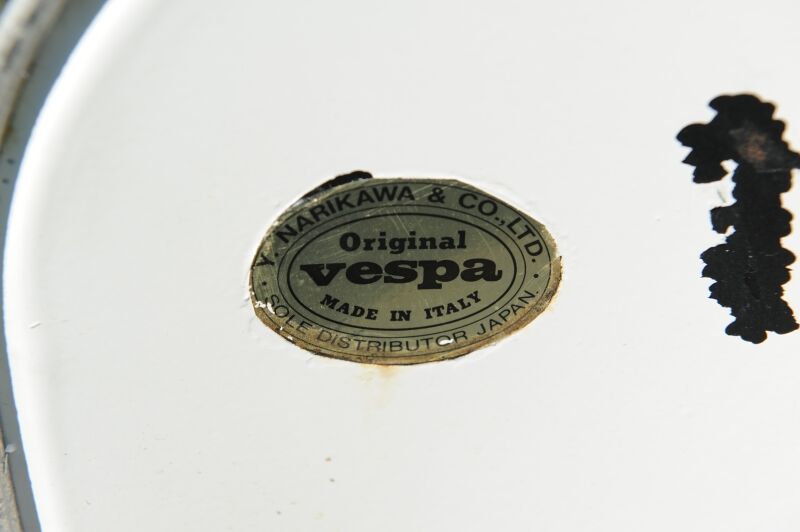 Y. NARIKAWA & CO., LTD.
Original
vespa
MADE IN ITALY
SOLE DISTRIBUTOR JAPAN.